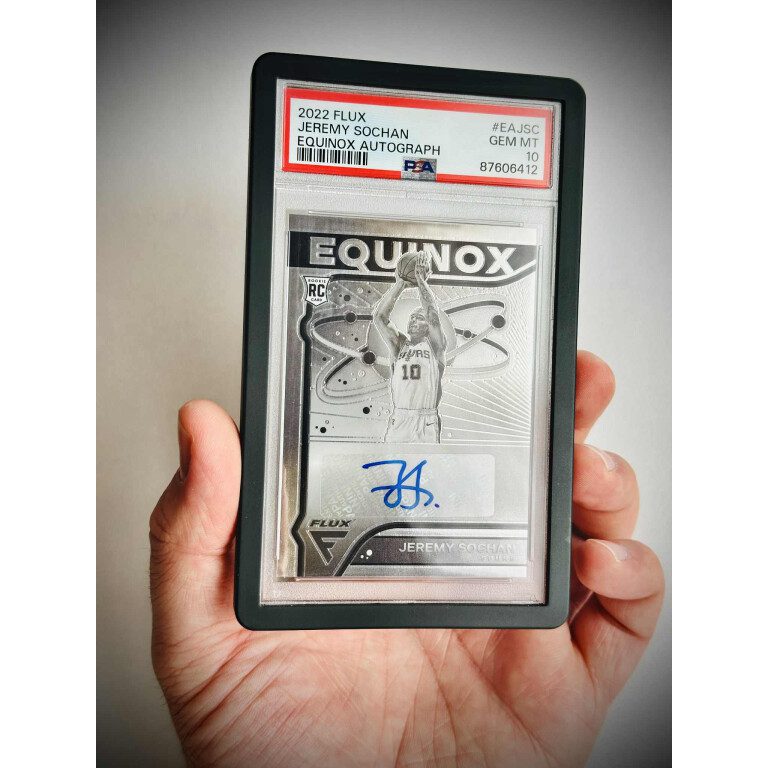 2022 FLUX #EAJSC
JEREMY SOCHAN GEM MT
EQUINOX AUTOGRAPH 10
PSA 87606412
EQUINOX
ROOKIE
RC
CARD
SPURS
10
FLUX
JEREMY SOCHAN